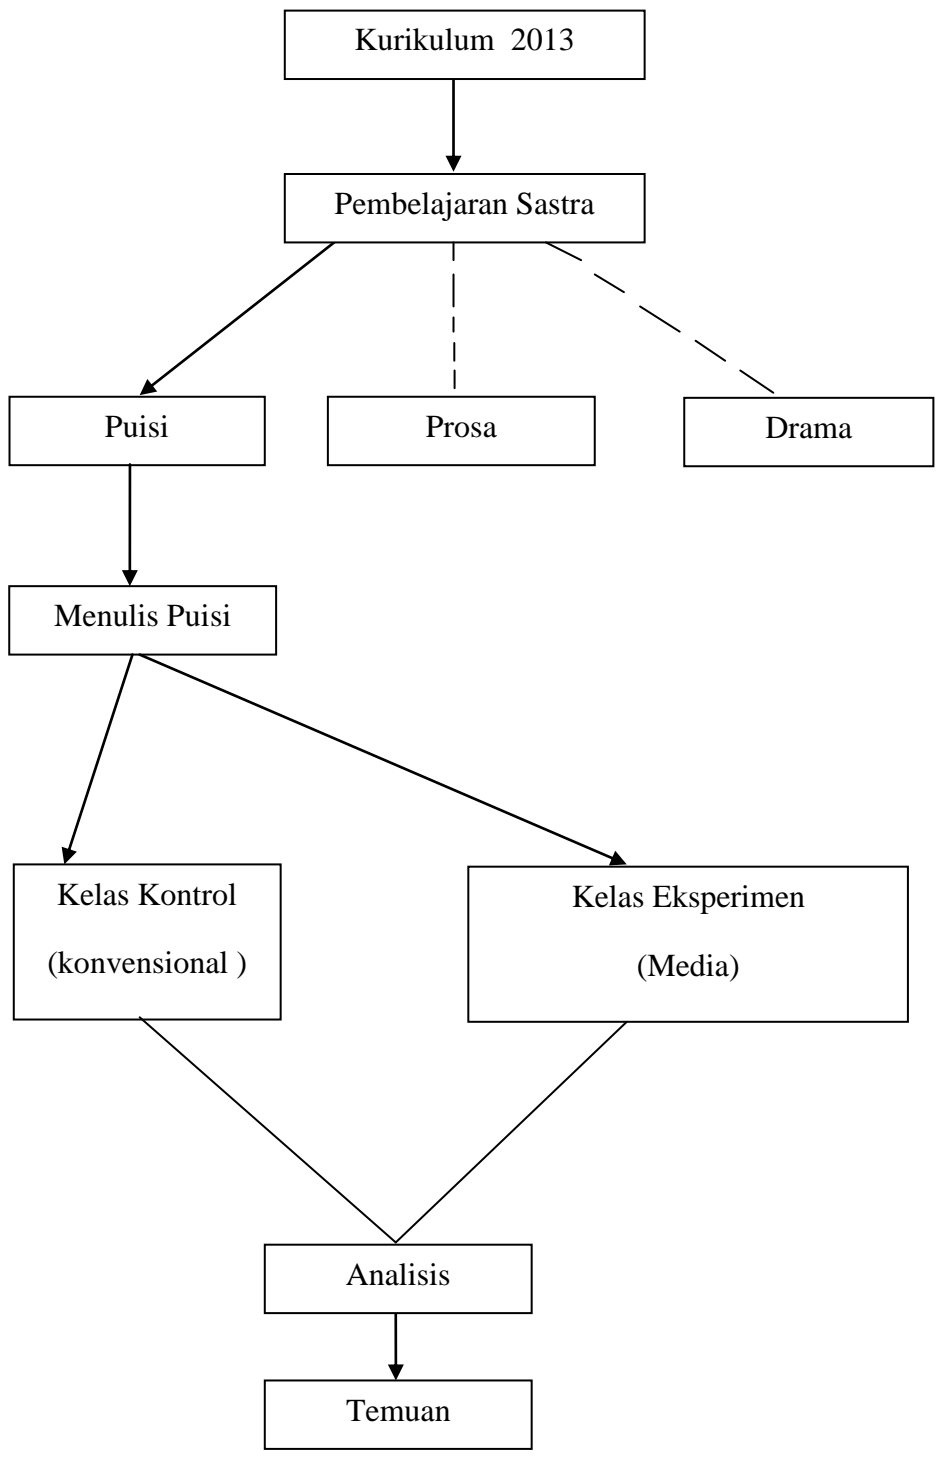 Kurikulum  2013
Pembelajaran Sastra
Puisi
Prosa
Drama
Menulis Puisi
Kelas Kontrol
(konvensional )
Kelas Eksperimen
(Media)
Analisis
Temuan